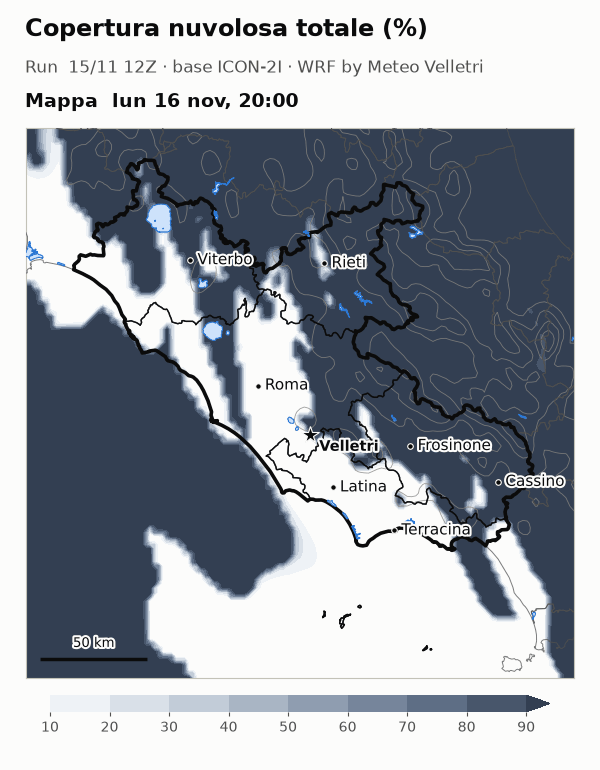 Copertura nuvolosa totale (%)
Run  15/11 12Z · base ICON-2I · WRF by Meteo Velletri
Mappa  lun 16 nov, 20:00
Viterbo
Rieti
Roma
Velletri
Frosinone
Cassino
Latina
Terracina
50 km
10 20 30 40 50 60 70 80 90